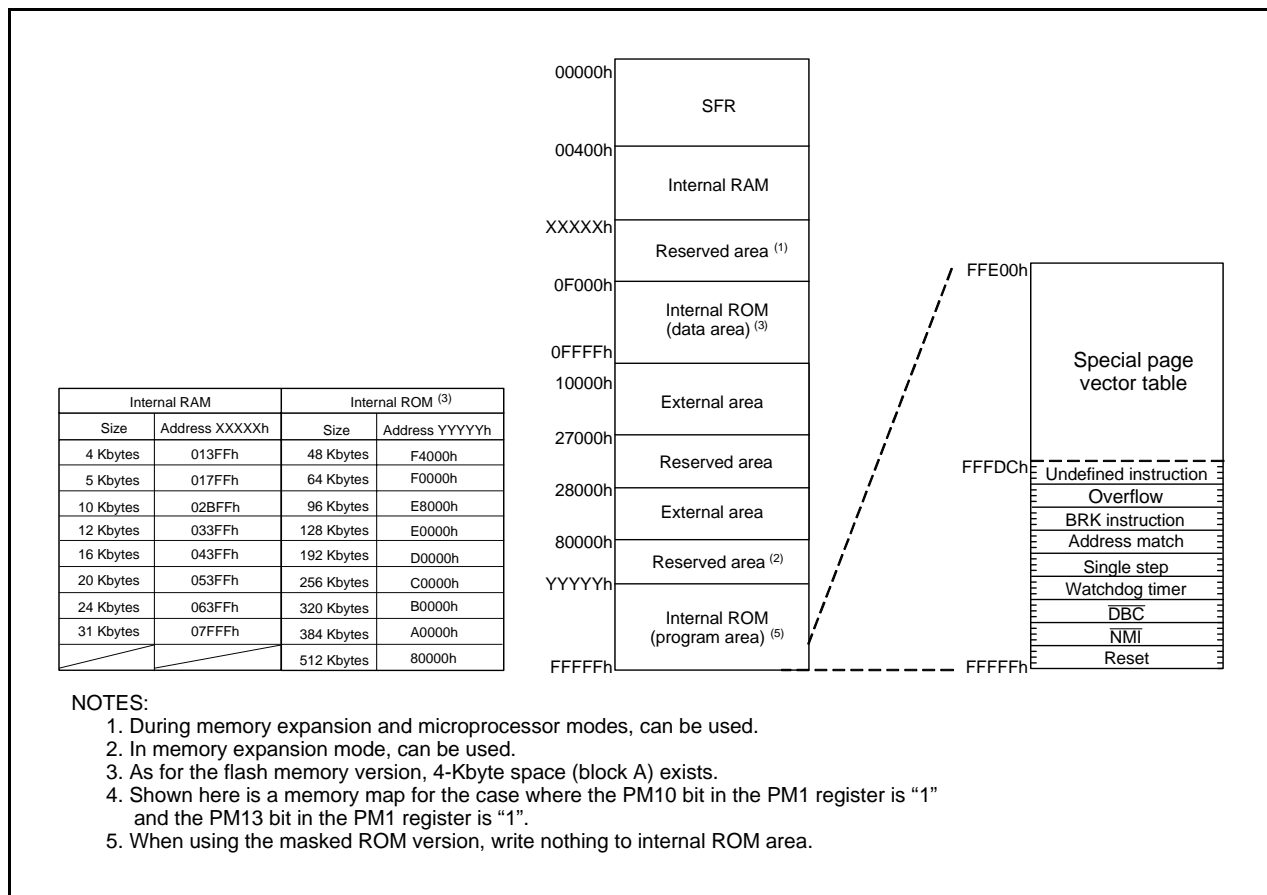 00000h
SFR
00400h
Internal RAM
XXXXXh
Reserved area (1)
0F000h
Internal ROM
(data area) (3)
0FFFFh
10000h
External area
27000h
Reserved area
28000h
External area
80000h
Reserved area (2)
YYYYYh
Internal ROM
(program area) (5)
FFFFFh
FFE00h
Special page
vector table
FFFDCh
Undefined instruction
Overflow
BRK instruction
Address match
Single step
Watchdog timer
DBC
NMI
Reset
FFFFFh
Internal RAM Internal ROM (3)
Size Address XXXXXh Size Address YYYYYh
4 Kbytes 013FFh 48 Kbytes F4000h
5 Kbytes 017FFh 64 Kbytes F0000h
10 Kbytes 02BFFh 96 Kbytes E8000h
12 Kbytes 033FFh 128 Kbytes E0000h
16 Kbytes 043FFh 192 Kbytes D0000h
20 Kbytes 053FFh 256 Kbytes C0000h
24 Kbytes 063FFh 320 Kbytes B0000h
31 Kbytes 07FFFh 384 Kbytes A0000h
512 Kbytes 80000h
NOTES:
1. During memory expansion and microprocessor modes, can be used.
2. In memory expansion mode, can be used.
3. As for the flash memory version, 4-Kbyte space (block A) exists.
4. Shown here is a memory map for the case where the PM10 bit in the PM1 register is “1”
and the PM13 bit in the PM1 register is “1”.
5. When using the masked ROM version, write nothing to internal ROM area.